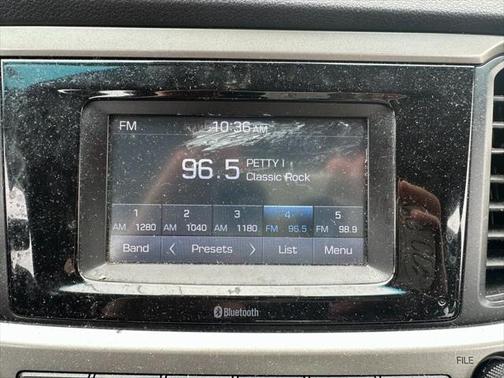 FM 10:36 AM
96.5 PETTY I
Classic Rock
1 2 3 4 5
AM 1280 AM 1040 AM 1180 FM 96.5 FM 98.9
Band < Presets > List Menu
Bluetooth
FILE